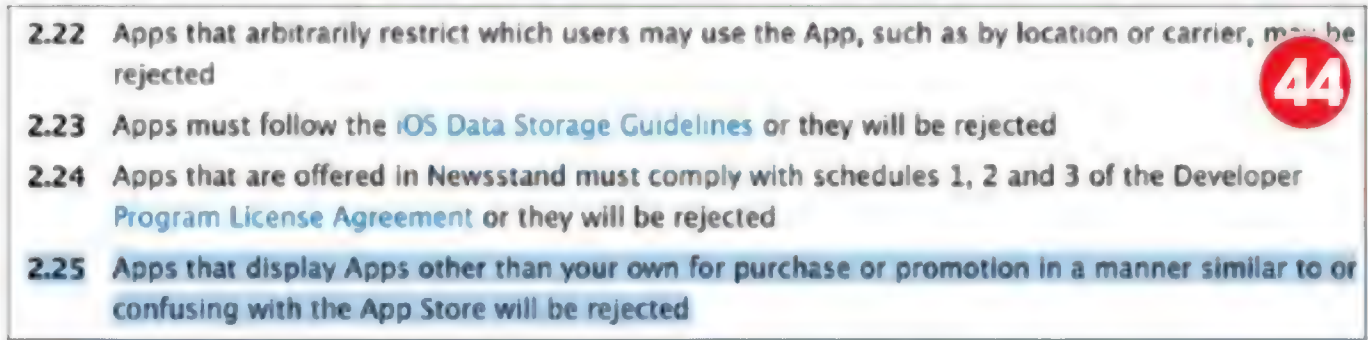 2.22 Apps that arbitrarily restrict which users may use the App, such as by location or carrier, may be
rejected
44
2.23 Apps must follow the iOS Data Storage Guidelines or they will be rejected
2.24 Apps that are offered in Newsstand must comply with schedules 1, 2 and 3 of the Developer
Program License Agreement or they will be rejected
2.25 Apps that display Apps other than your own for purchase or promotion in a manner similar to or
confusing with the App Store will be rejected